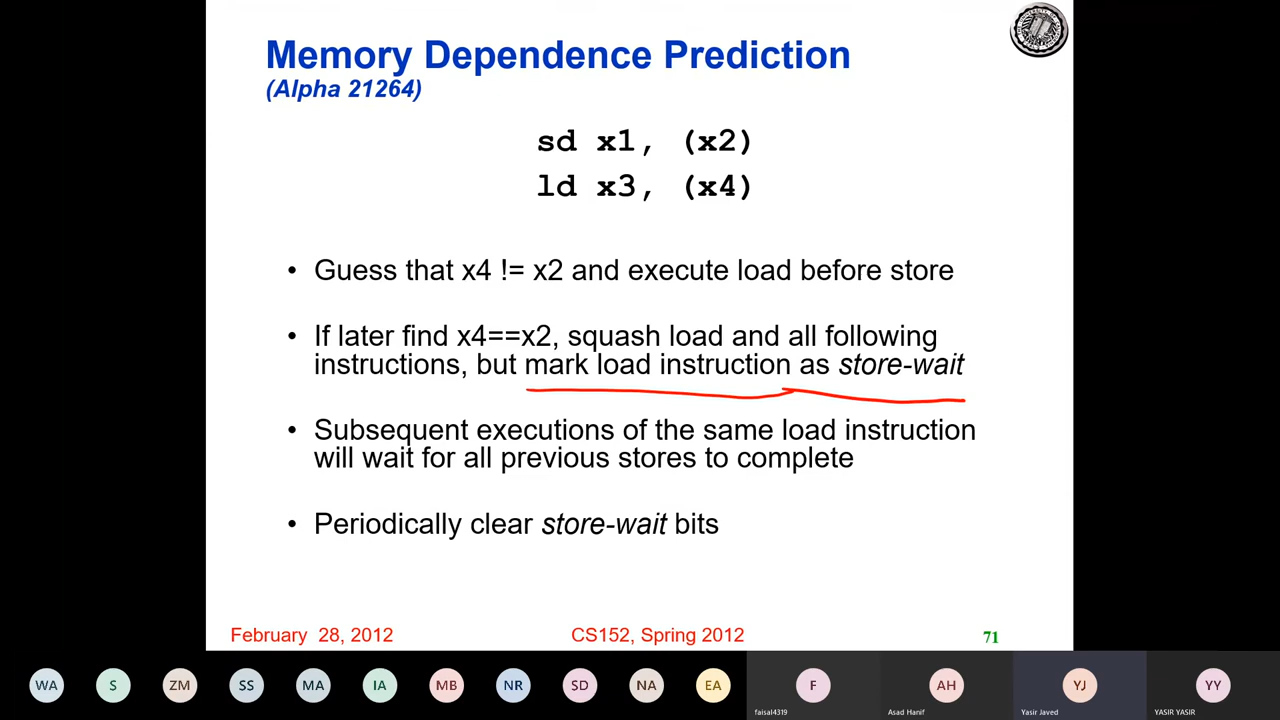 Memory Dependence Prediction
(Alpha 21264)
sd x1, (x2)
ld x3, (x4)
• Guess that x4 != x2 and execute load before store
• If later find x4==x2, squash load and all following
instructions, but mark load instruction as store-wait
• Subsequent executions of the same load instruction
will wait for all previous stores to complete
• Periodically clear store-wait bits
February 28, 2012
CS152, Spring 2012
71
WA
S
ZM
SS
MA
IA
MB
NR
SD
NA
EA
F
AH
YJ
YY
faisal4319
Asad Hanif
Yasir Javed
YASIR YASIR